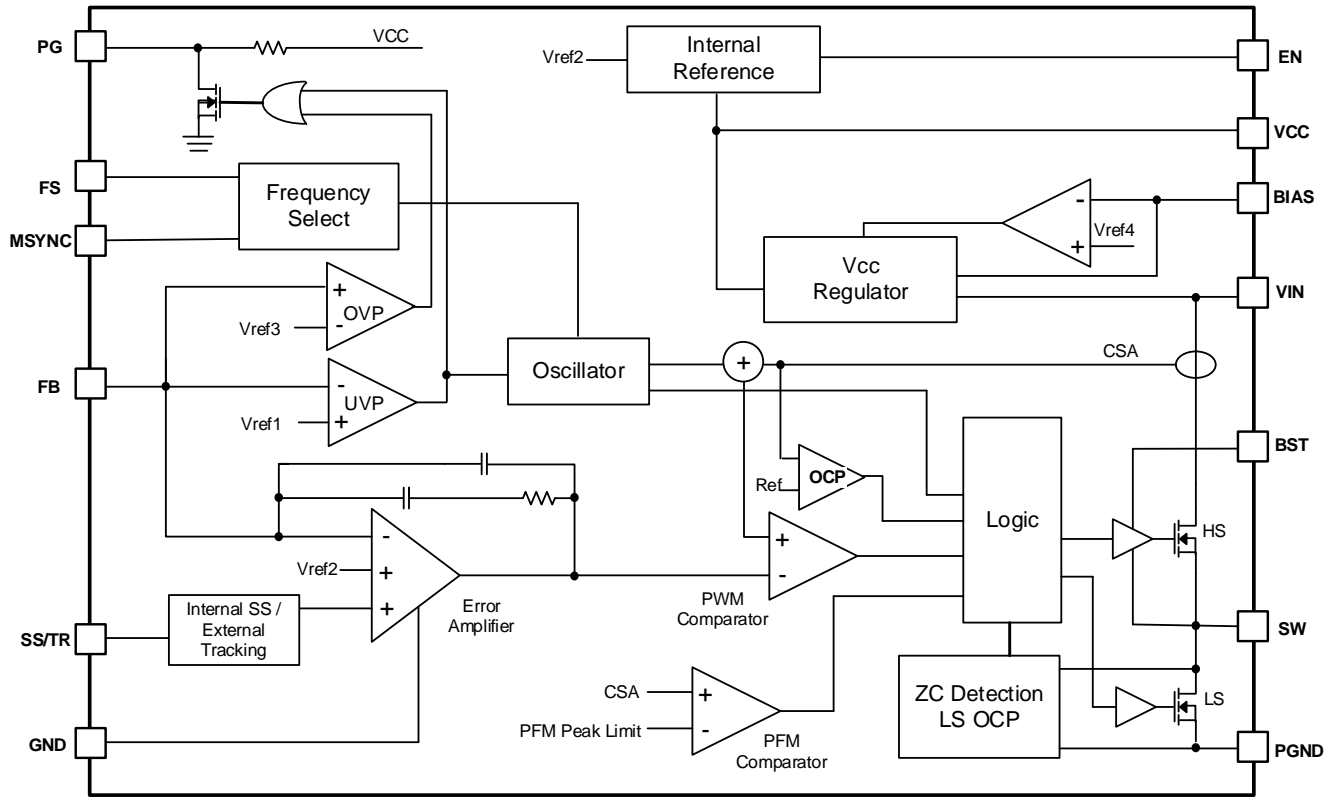 PG
VCC
Vref2
Internal
Reference
EN
VCC
FS
MSYNC
Frequency
Select
-
+
Vref4
BIAS
Vcc
Regulator
VIN
+
-
OVP
Vref3
FB
-
+
UVP
Vref1
Oscillator
+
CSA
BST
Ref
OCP
Logic
HS
-
+
+
Vref2
Error
Amplifier
+
-
PWM
Comparator
SS/TR
Internal SS /
External
Tracking
SW
CSA
PFM Peak Limit
+
-
PFM
Comparator
ZC Detection
LS OCP
LS
GND
PGND